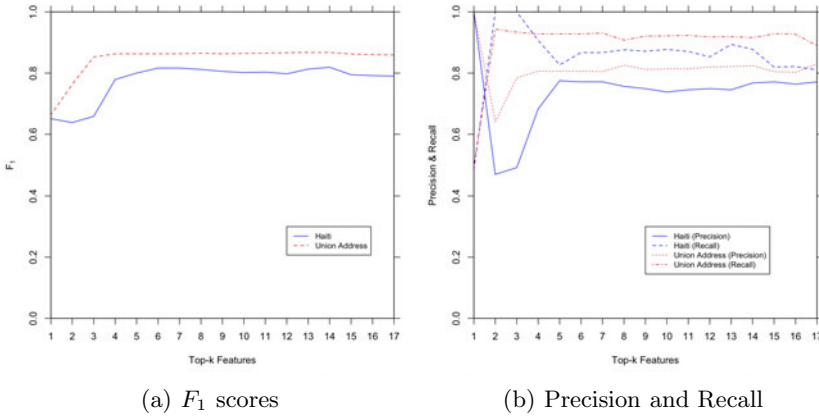 1.0
0.8
0.6
0.4
0.2
0.0
F1
Haiti
Union Address
1 2 3 4 5 6 7 8 9 10 11 12 13 14 15 16 17
Top-k Features
(a) F1 scores
1.0
0.8
0.6
0.4
0.2
0.0
Precision & Recall
Haiti (Precision)
Haiti (Recall)
Union Address (Precision)
Union Address (Recall)
1 2 3 4 5 6 7 8 9 10 11 12 13 14 15 16 17
Top-k Features
(b) Precision and Recall